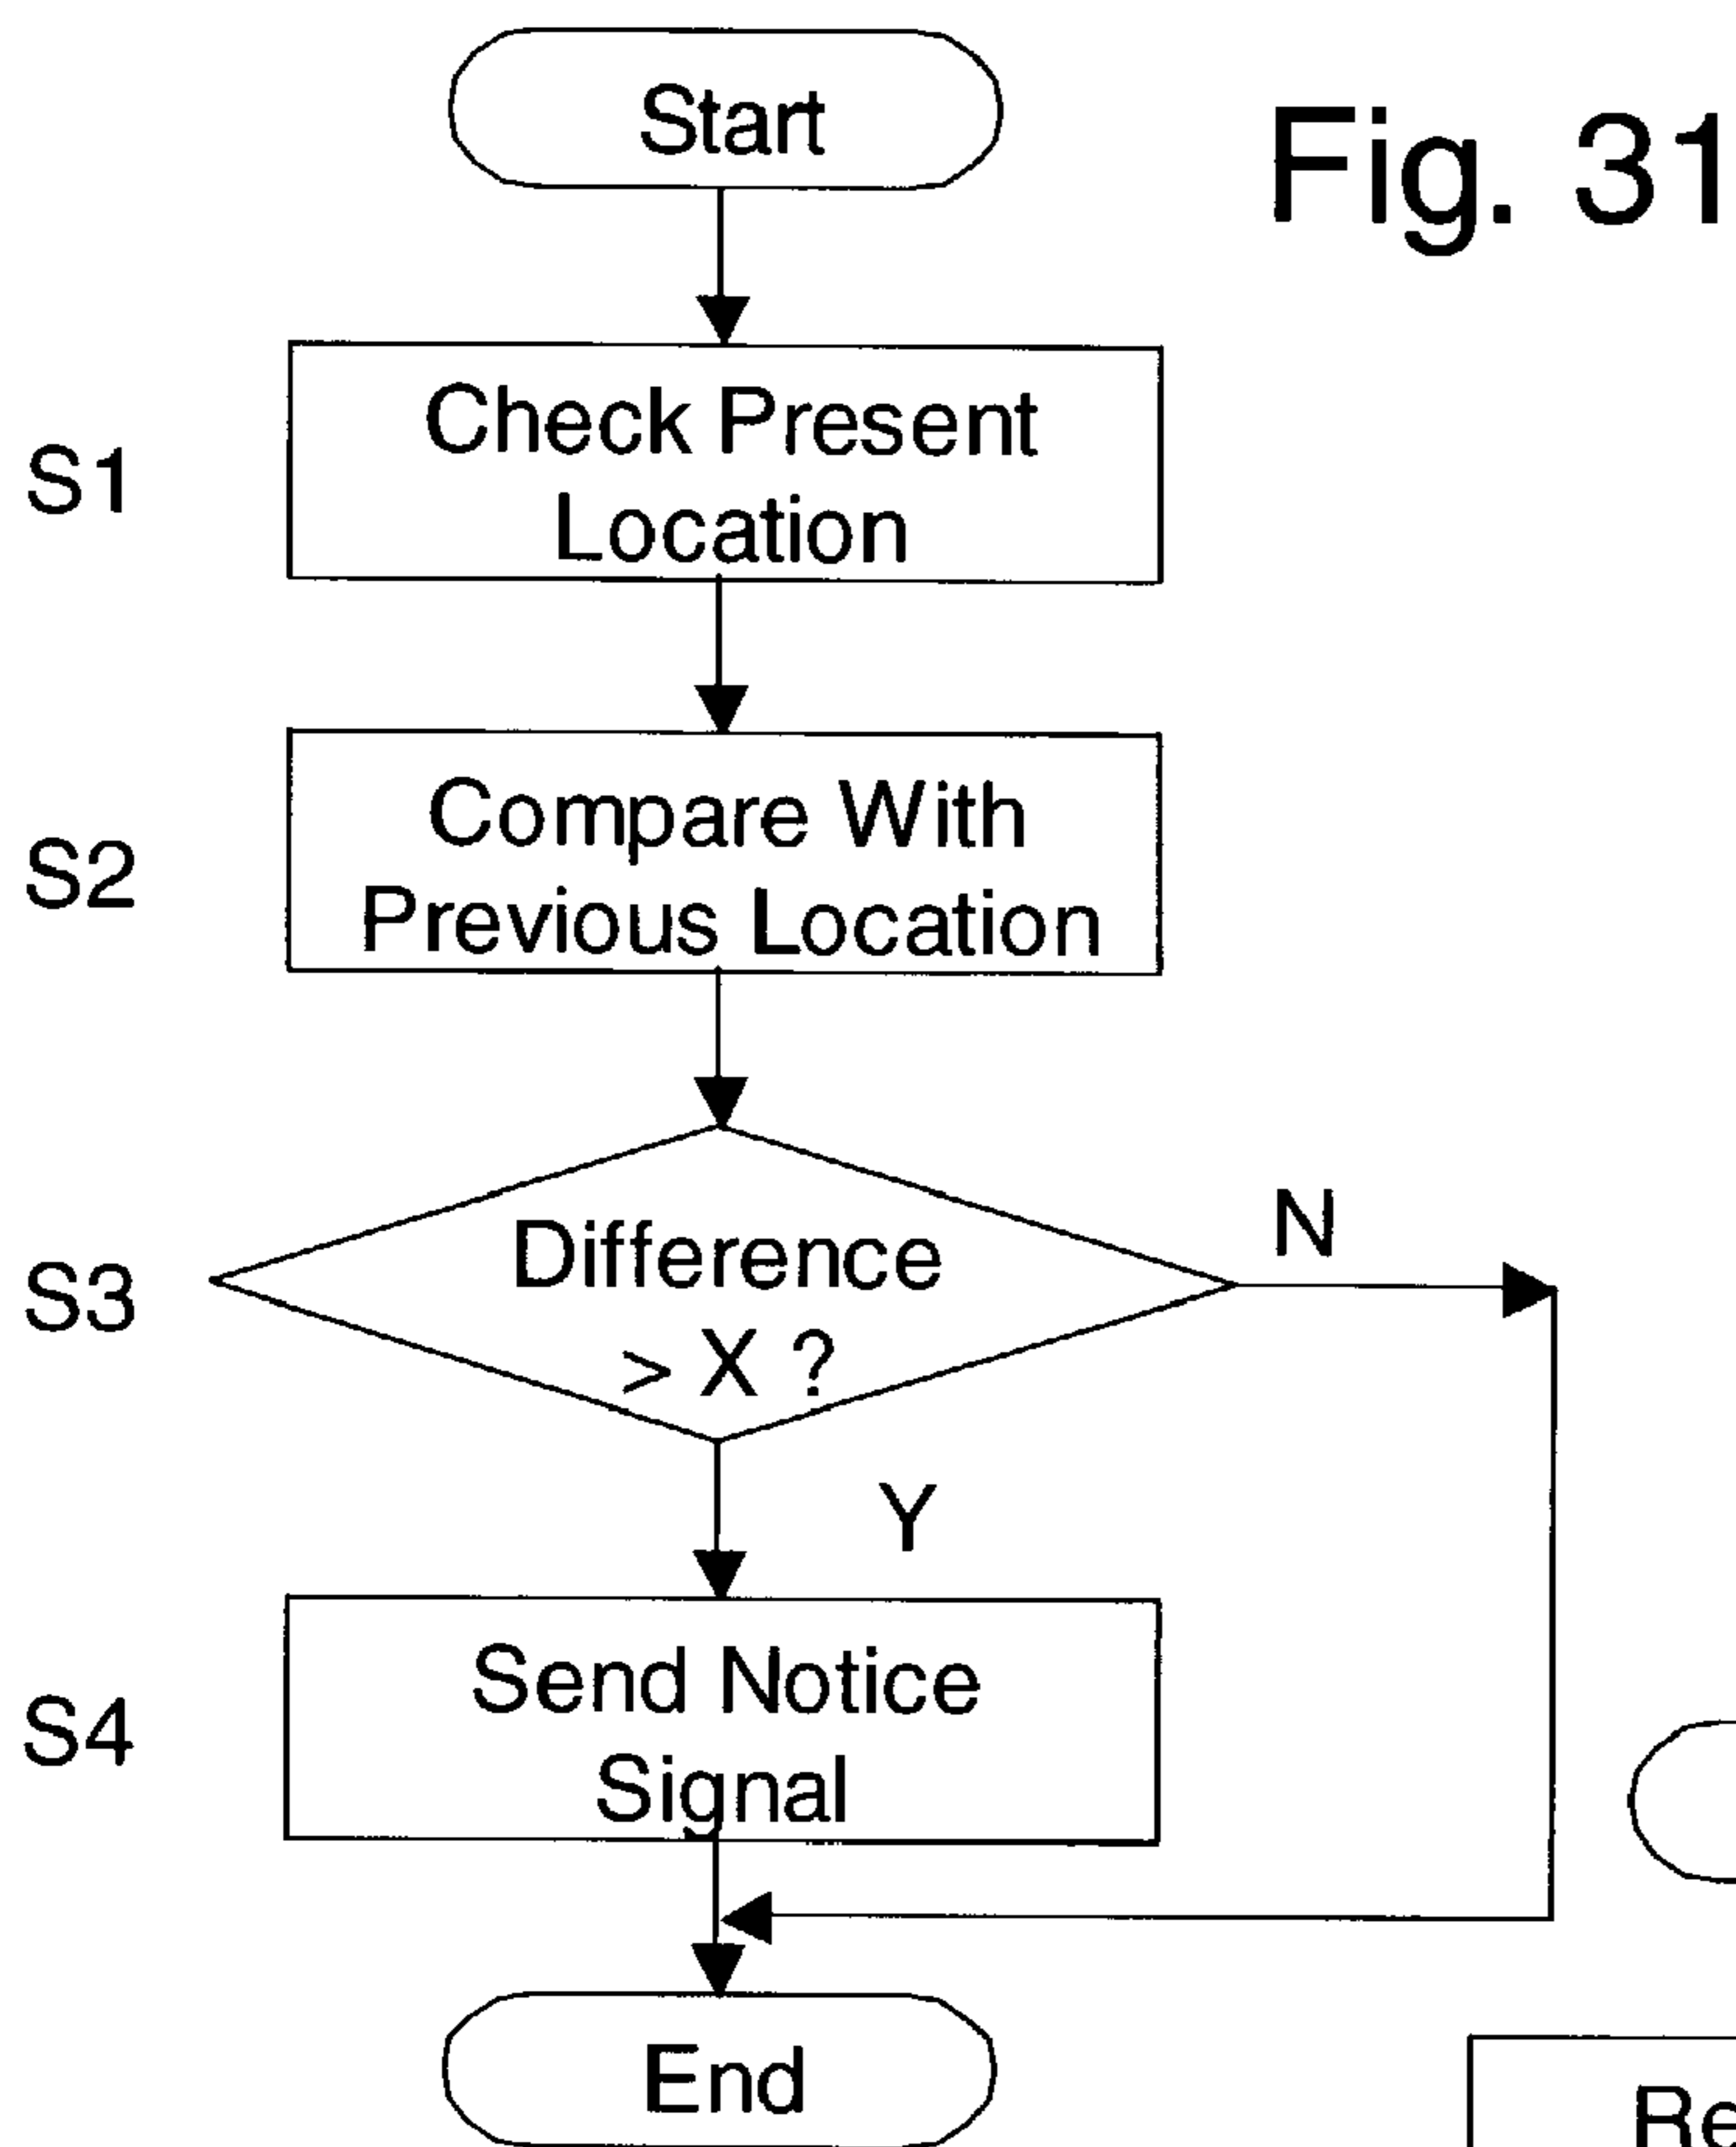 Start
Fig. 31
S1
Check Present
Location
S2
Compare With
Previous Location
S3
Difference
> X ?
N
Y
S4
Send Notice
Signal
End